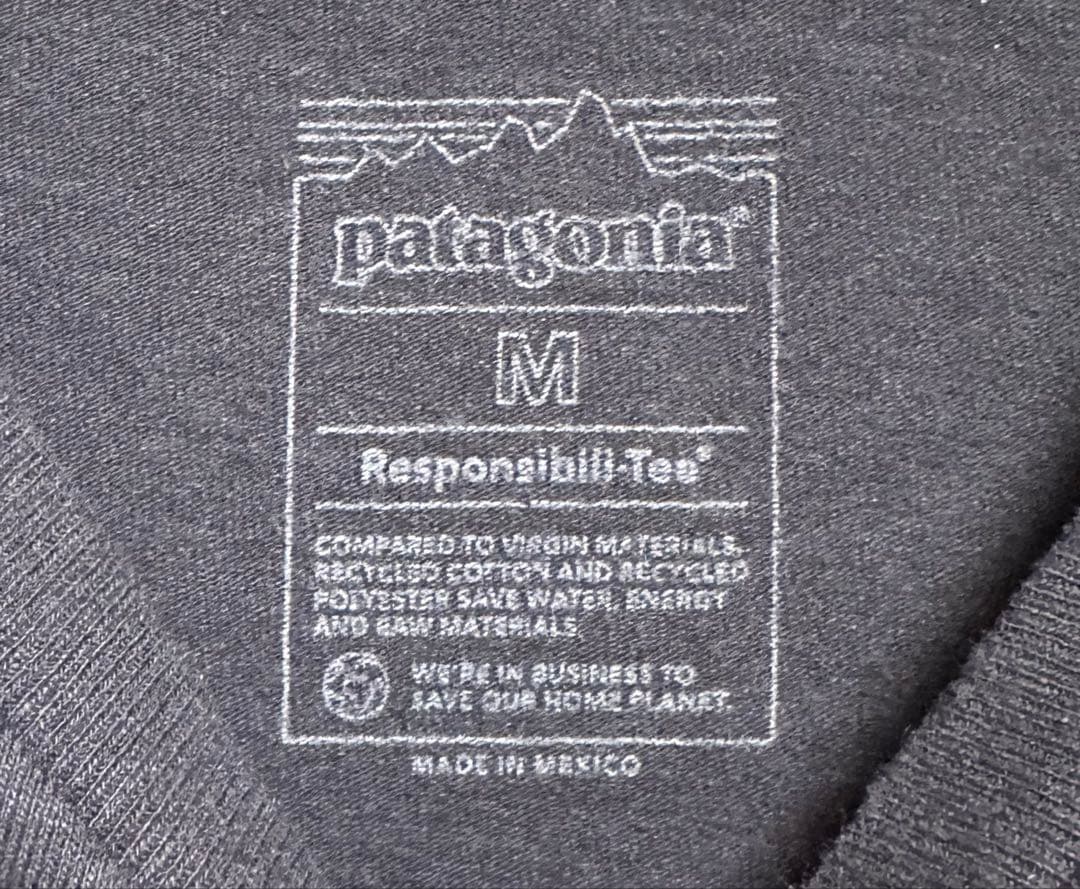 patagonia®
M
Responsibili-Tee®
COMPARED TO VIRGIN MATERIALS,
RECYCLED COTTON AND RECYCLED
POLYESTER SAVE WATER, ENERGY
AND RAW MATERIALS.
WE'RE IN BUSINESS TO
SAVE OUR HOME PLANET.
MADE IN MEXICO